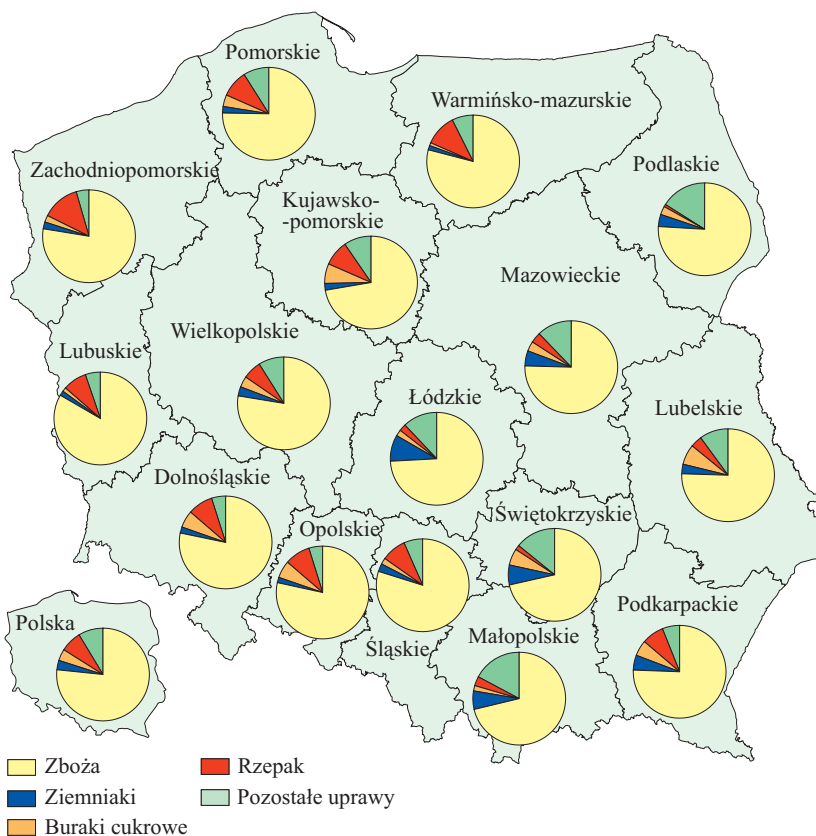 Pomorskie
Warmińsko-mazurskie
Zachodniopomorskie
Podlaskie
Kujawsko-
-pomorskie
Mazowieckie
Wielkopolskie
Lubuskie
Łódzkie
Lubelskie
Dolnośląskie
Opolskie
Świętokrzyskie
Podkarpackie
Polska
Śląskie
Małopolskie
Zboża
Ziemniaki
Buraki cukrowe
Rzepak
Pozostałe uprawy